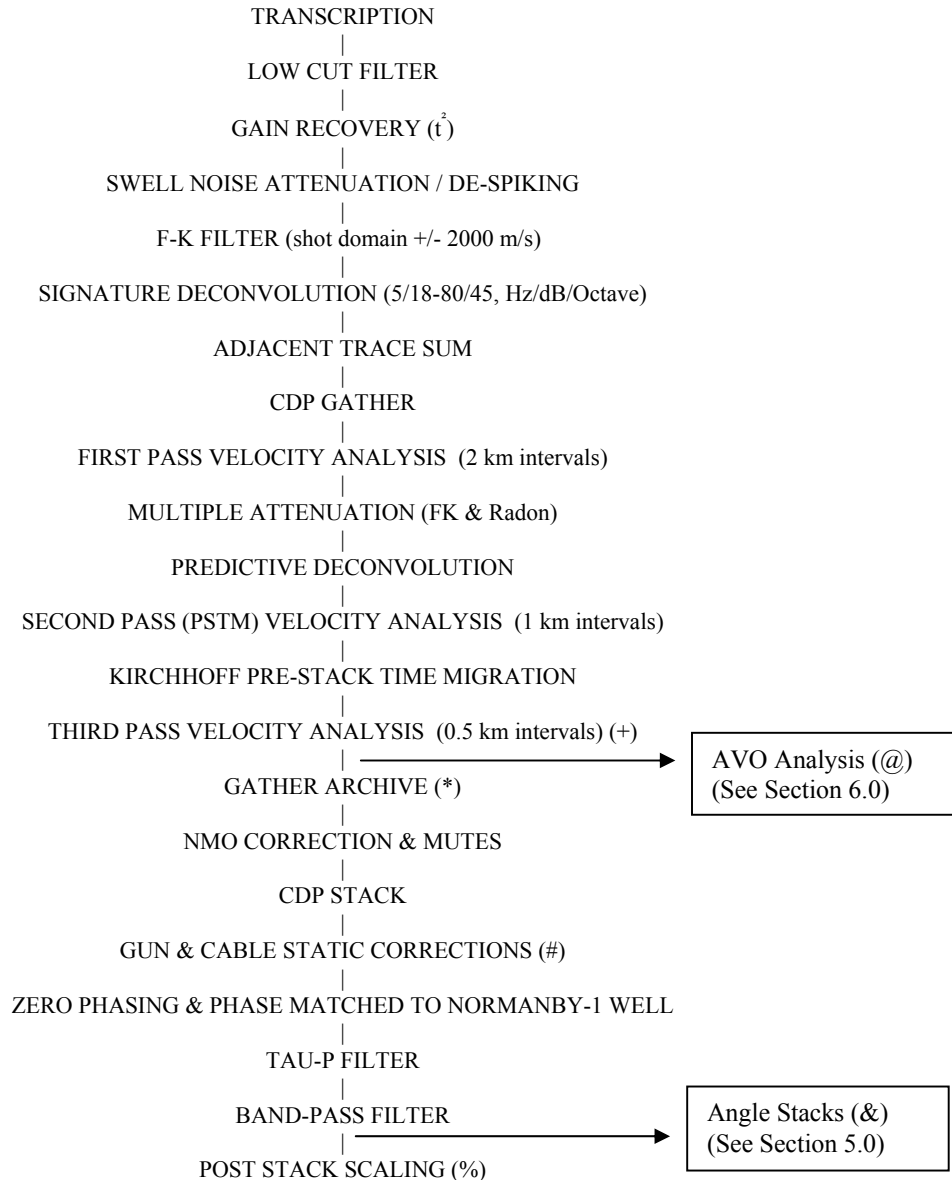 TRANSCRIPTION
LOW CUT FILTER
GAIN RECOVERY (t²)
SWELL NOISE ATTENUATION / DE-SPIKING
F-K FILTER (shot domain +/- 2000 m/s)
SIGNATURE DECONVOLUTION (5/18-80/45, Hz/dB/Octave)
ADJACENT TRACE SUM
CDP GATHER
FIRST PASS VELOCITY ANALYSIS (2 km intervals)
MULTIPLE ATTENUATION (FK & Radon)
PREDICTIVE DECONVOLUTION
SECOND PASS (PSTM) VELOCITY ANALYSIS (1 km intervals)
KIRCHHOFF PRE-STACK TIME MIGRATION
THIRD PASS VELOCITY ANALYSIS (0.5 km intervals) (+)
AVO Analysis (@)
(See Section 6.0)
GATHER ARCHIVE (*)
NMO CORRECTION & MUTES
CDP STACK
GUN & CABLE STATIC CORRECTIONS (#)
ZERO PHASING & PHASE MATCHED TO NORMANBY-1 WELL
TAU-P FILTER
BAND-PASS FILTER
Angle Stacks (&)
(See Section 5.0)
POST STACK SCALING (%)